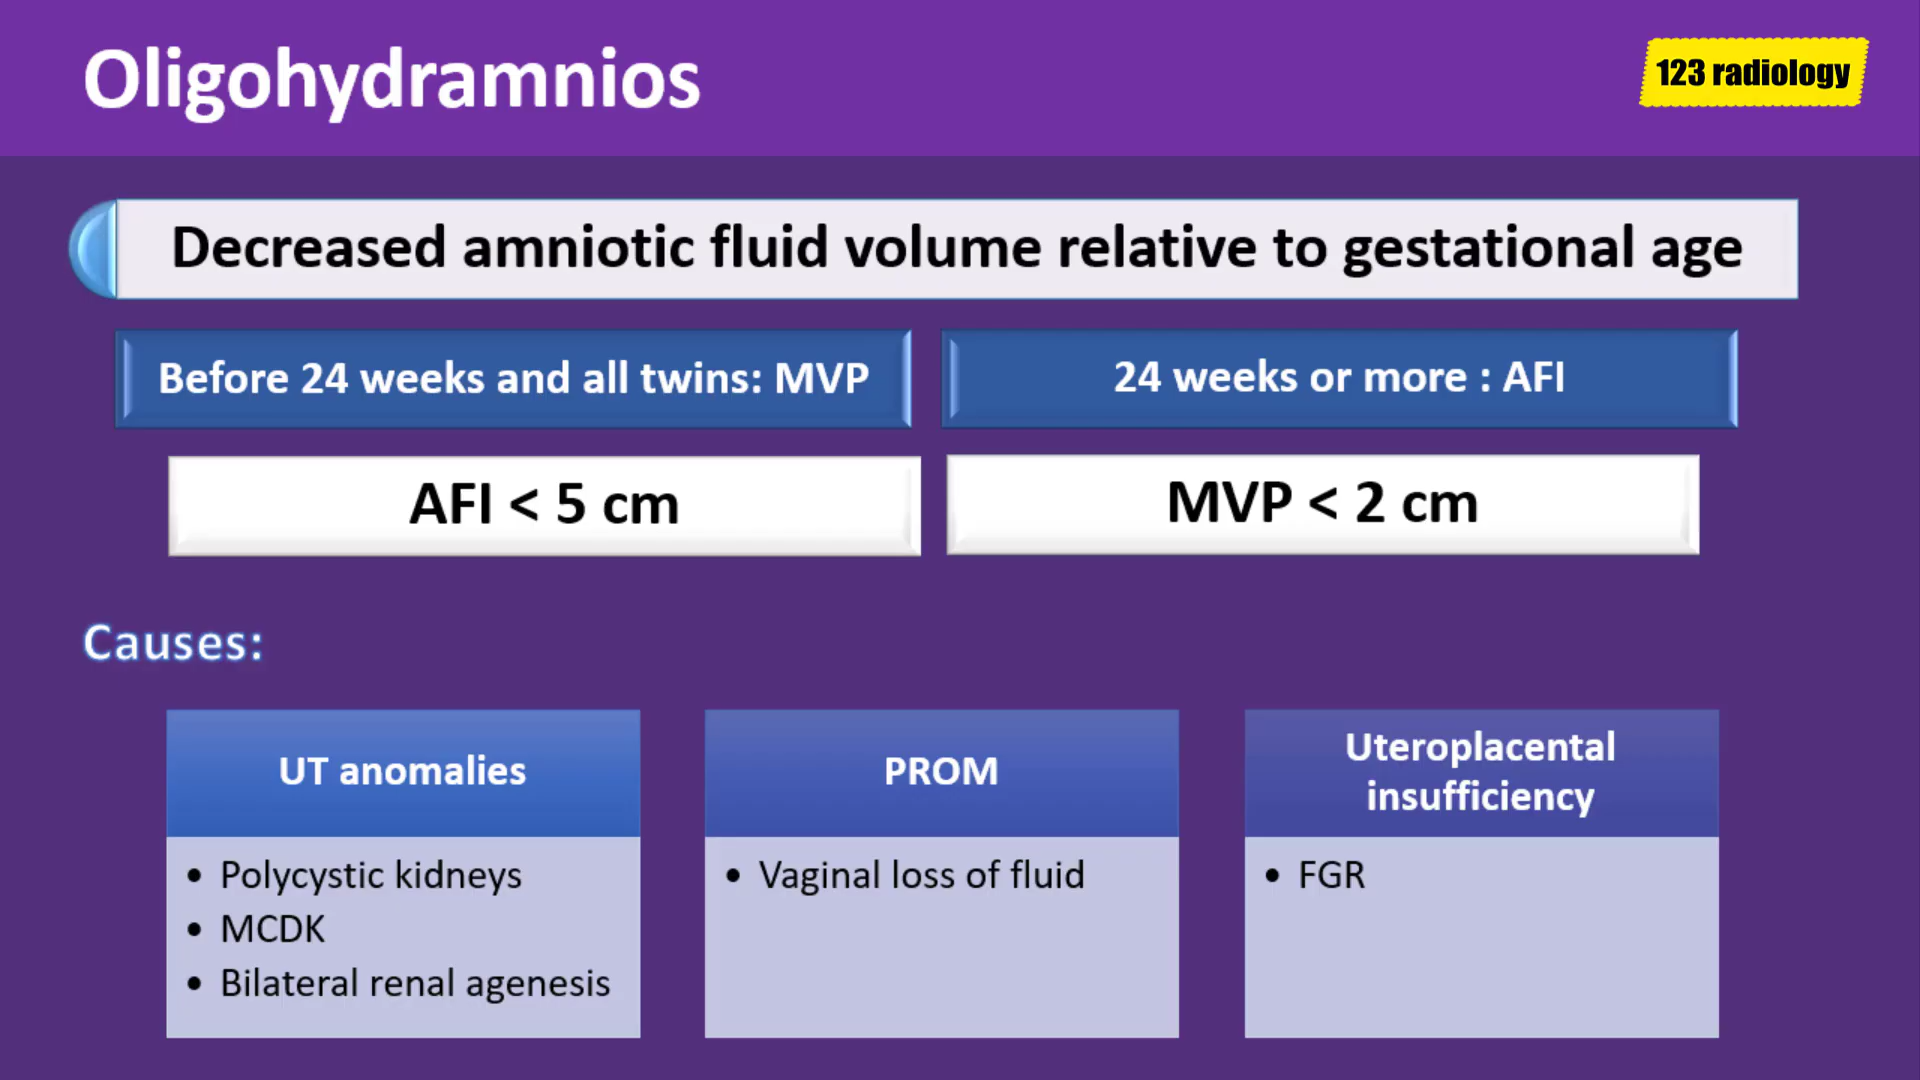 Oligohydramnios
123 radiology
Decreased amniotic fluid volume relative to gestational age
Before 24 weeks and all twins: MVP
24 weeks or more : AFI
AFI < 5 cm
MVP < 2 cm
Causes:
UT anomalies
• Polycystic kidneys
• MCDK
• Bilateral renal agenesis
PROM
• Vaginal loss of fluid
Uteroplacental
insufficiency
• FGR